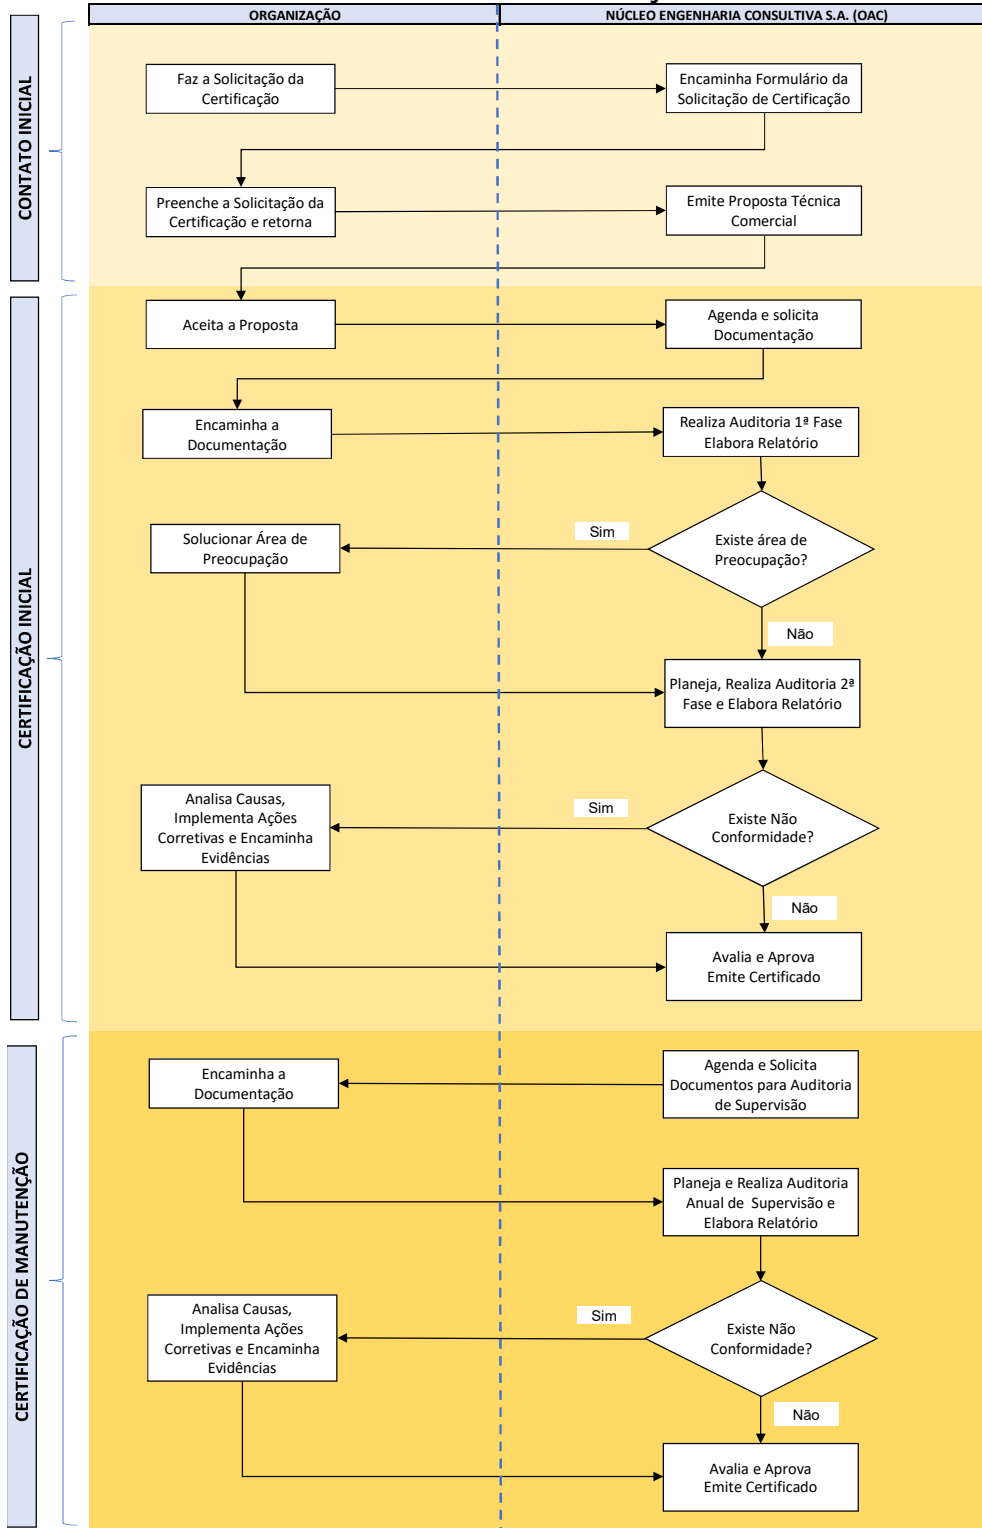 ORGANIZAÇÃO
NÚCLEO ENGENHARIA CONSULTIVA S.A. (OAC)
CONTATO INICIAL
Faz a Solicitação da
Certificação
Encaminha Formulário da
Solicitação de Certificação
Preenche a Solicitação da
Certificação e retorna
Emite Proposta Técnica
Comercial
CERTIFICAÇÃO INICIAL
Aceita a Proposta
Agenda e solicita
Documentação
Encaminha a
Documentação
Realiza Auditoria 1ª Fase
Elabora Relatório
Existe área de
Preocupação?
Sim
Solucionar Área de
Preocupação
Não
Planeja, Realiza Auditoria 2ª
Fase e Elabora Relatório
Existe Não
Conformidade?
Sim
Analisa Causas,
Implementa Ações
Corretivas e Encaminha
Evidências
Não
Avalia e Aprova
Emite Certificado
CERTIFICAÇÃO DE MANUTENÇÃO
Encaminha a
Documentação
Agenda e Solicita
Documentos para Auditoria
de Supervisão
Planeja e Realiza Auditoria
Anual de Supervisão e
Elabora Relatório
Existe Não
Conformidade?
Sim
Analisa Causas,
Implementa Ações
Corretivas e Encaminha
Evidências
Não
Avalia e Aprova
Emite Certificado